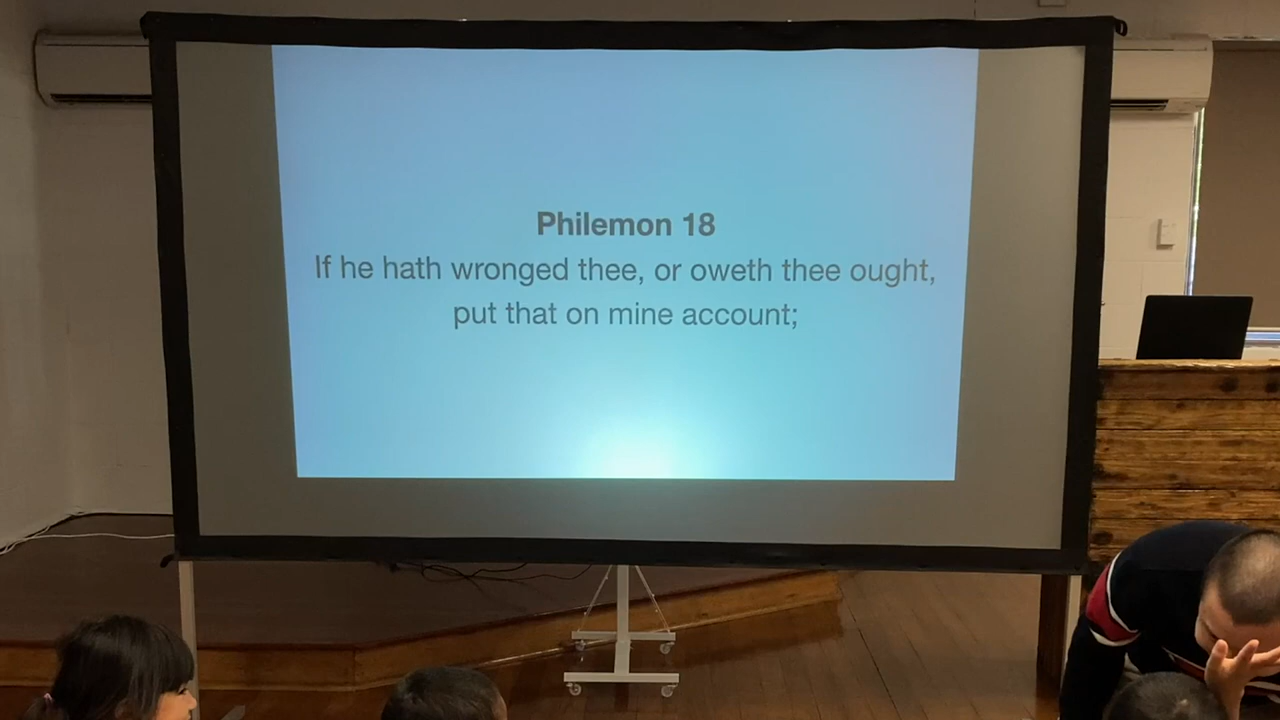 Philemon 18
If he hath wronged thee, or oweth thee ought,
put that on mine account;